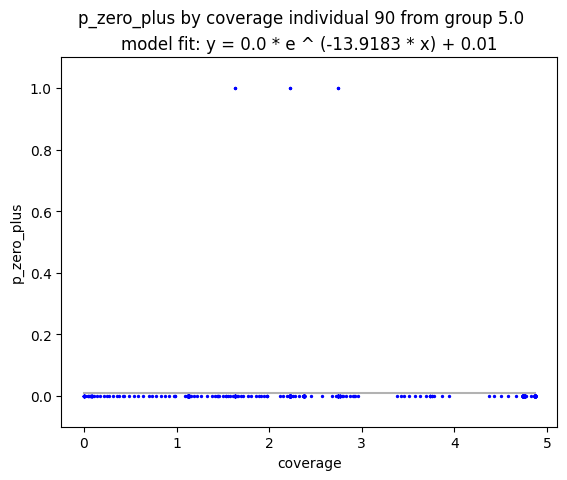 p_zero_plus by coverage individual 90 from group 5.0
model fit: y = 0.0 * e ^ (-13.9183 * x) + 0.01
1.0
0.8
0.6
0.4
0.2
0.0
p_zero_plus
0 1 2 3 4 5
coverage